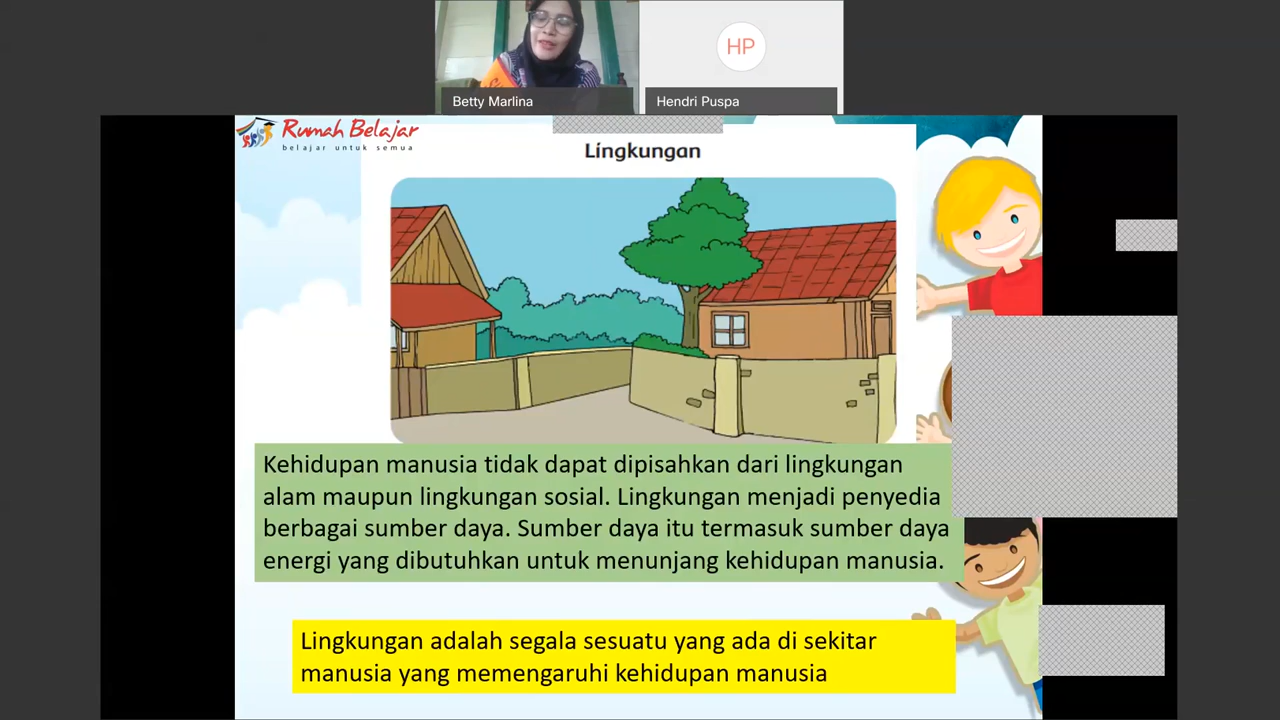 HP
Betty Marlina
Hendri Puspa
Rumah Belajar
belajar untuk semua
Lingkungan
Kehidupan manusia tidak dapat dipisahkan dari lingkungan
alam maupun lingkungan sosial. Lingkungan menjadi penyedia
berbagai sumber daya. Sumber daya itu termasuk sumber daya
energi yang dibutuhkan untuk menunjang kehidupan manusia.
Lingkungan adalah segala sesuatu yang ada di sekitar
manusia yang memengaruhi kehidupan manusia